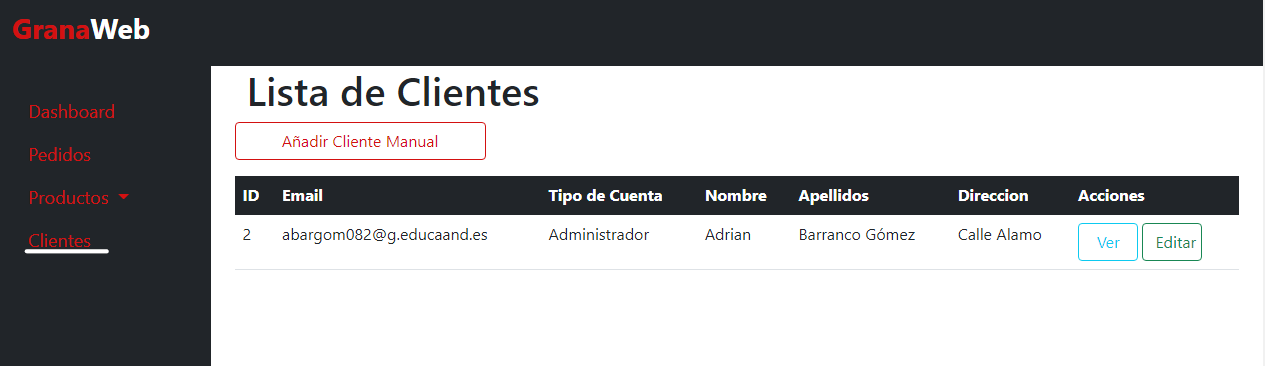 GranaWeb
Lista de Clientes
Dashboard
Añadir Cliente Manual
Pedidos
Productos
Clientes
ID Email Tipo de Cuenta Nombre Apellidos Direccion Acciones
2 abargom082@g.educaand.es Administrador Adrian Barranco Gómez Calle Alamo Ver Editar